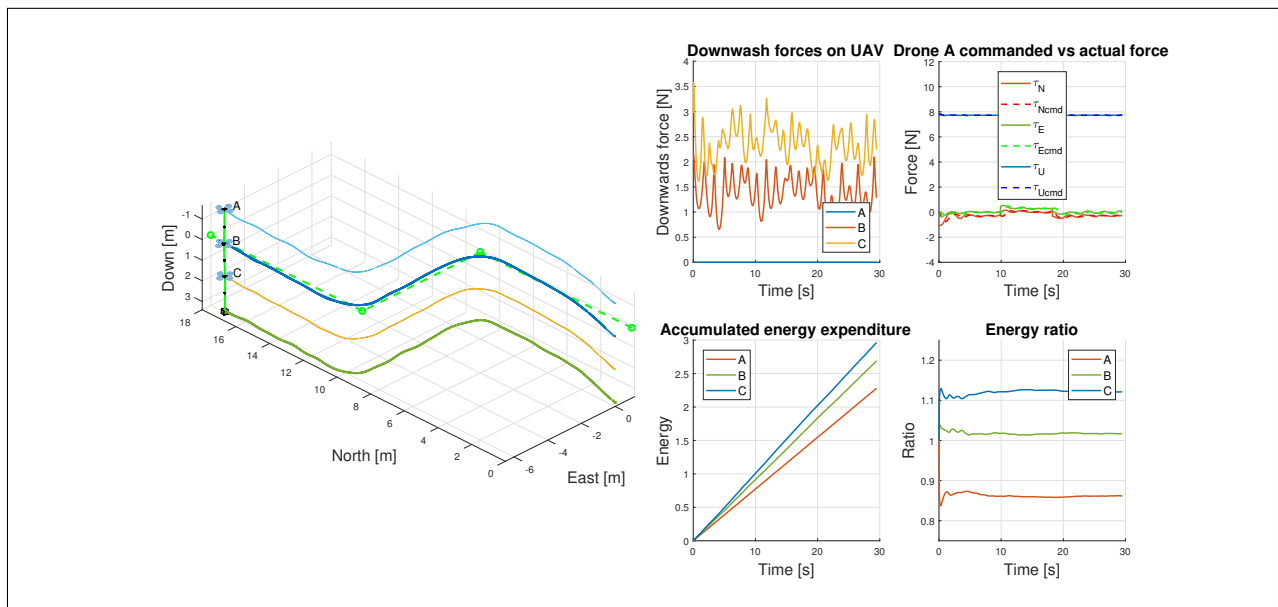 A
B
C
-1
0
1
2
3
Down [m]
18
16
14
12
10
8
6
4
2
0
North [m]
-6
-4
-2
0
East [m]
Downwash forces on UAV
4
3.5
3
2.5
2
1.5
1
0.5
0
Downwards force [N]
0
10
20
30
Time [s]
A
B
C
Drone A commanded vs actual force
12
10
8
6
4
2
0
-2
-4
Force [N]
0
10
20
30
Time [s]
τN
τNcmd
τE
τEcmd
τU
τUcmd
Accumulated energy expenditure
3
2.5
2
1.5
1
0.5
0
Energy
0
10
20
30
Time [s]
A
B
C
Energy ratio
1.2
1.1
1
0.9
0.8
Ratio
0
10
20
30
Time [s]
A
B
C